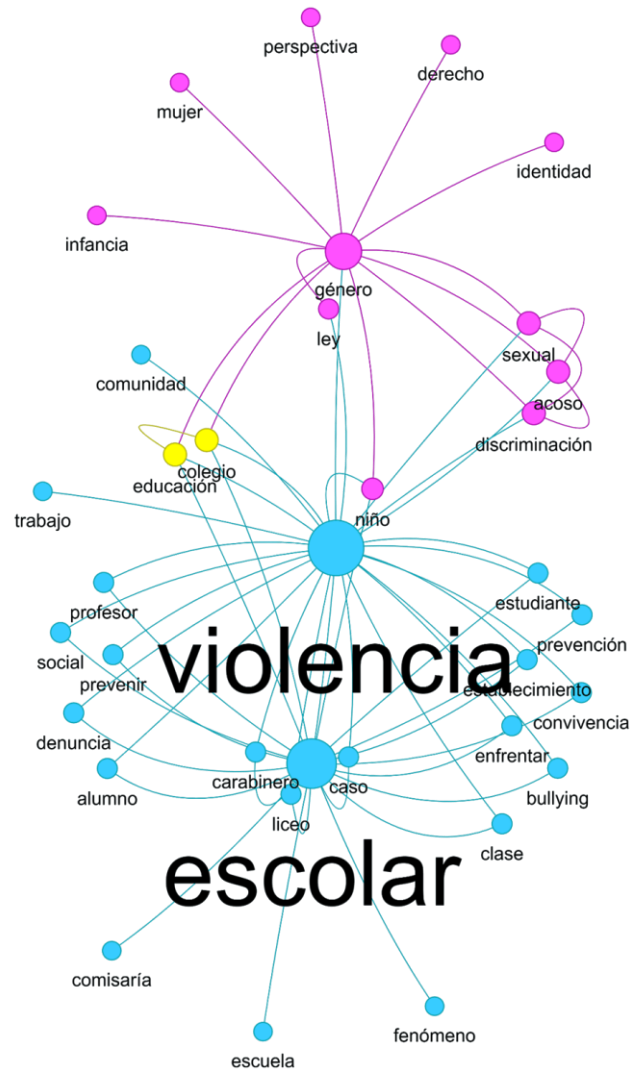 perspectiva
derecho
mujer
identidad
infancia
género
ley
sexual
comunidad
acoso
discriminación
colegio
educación
niño
trabajo
estudiante
profesor
prevención
social
violencia
prevenir
establecimiento
convivencia
denuncia
enfrentar
carabinero
caso
alumno
bullying
liceo
clase
escolar
comisaría
fenómeno
escuela